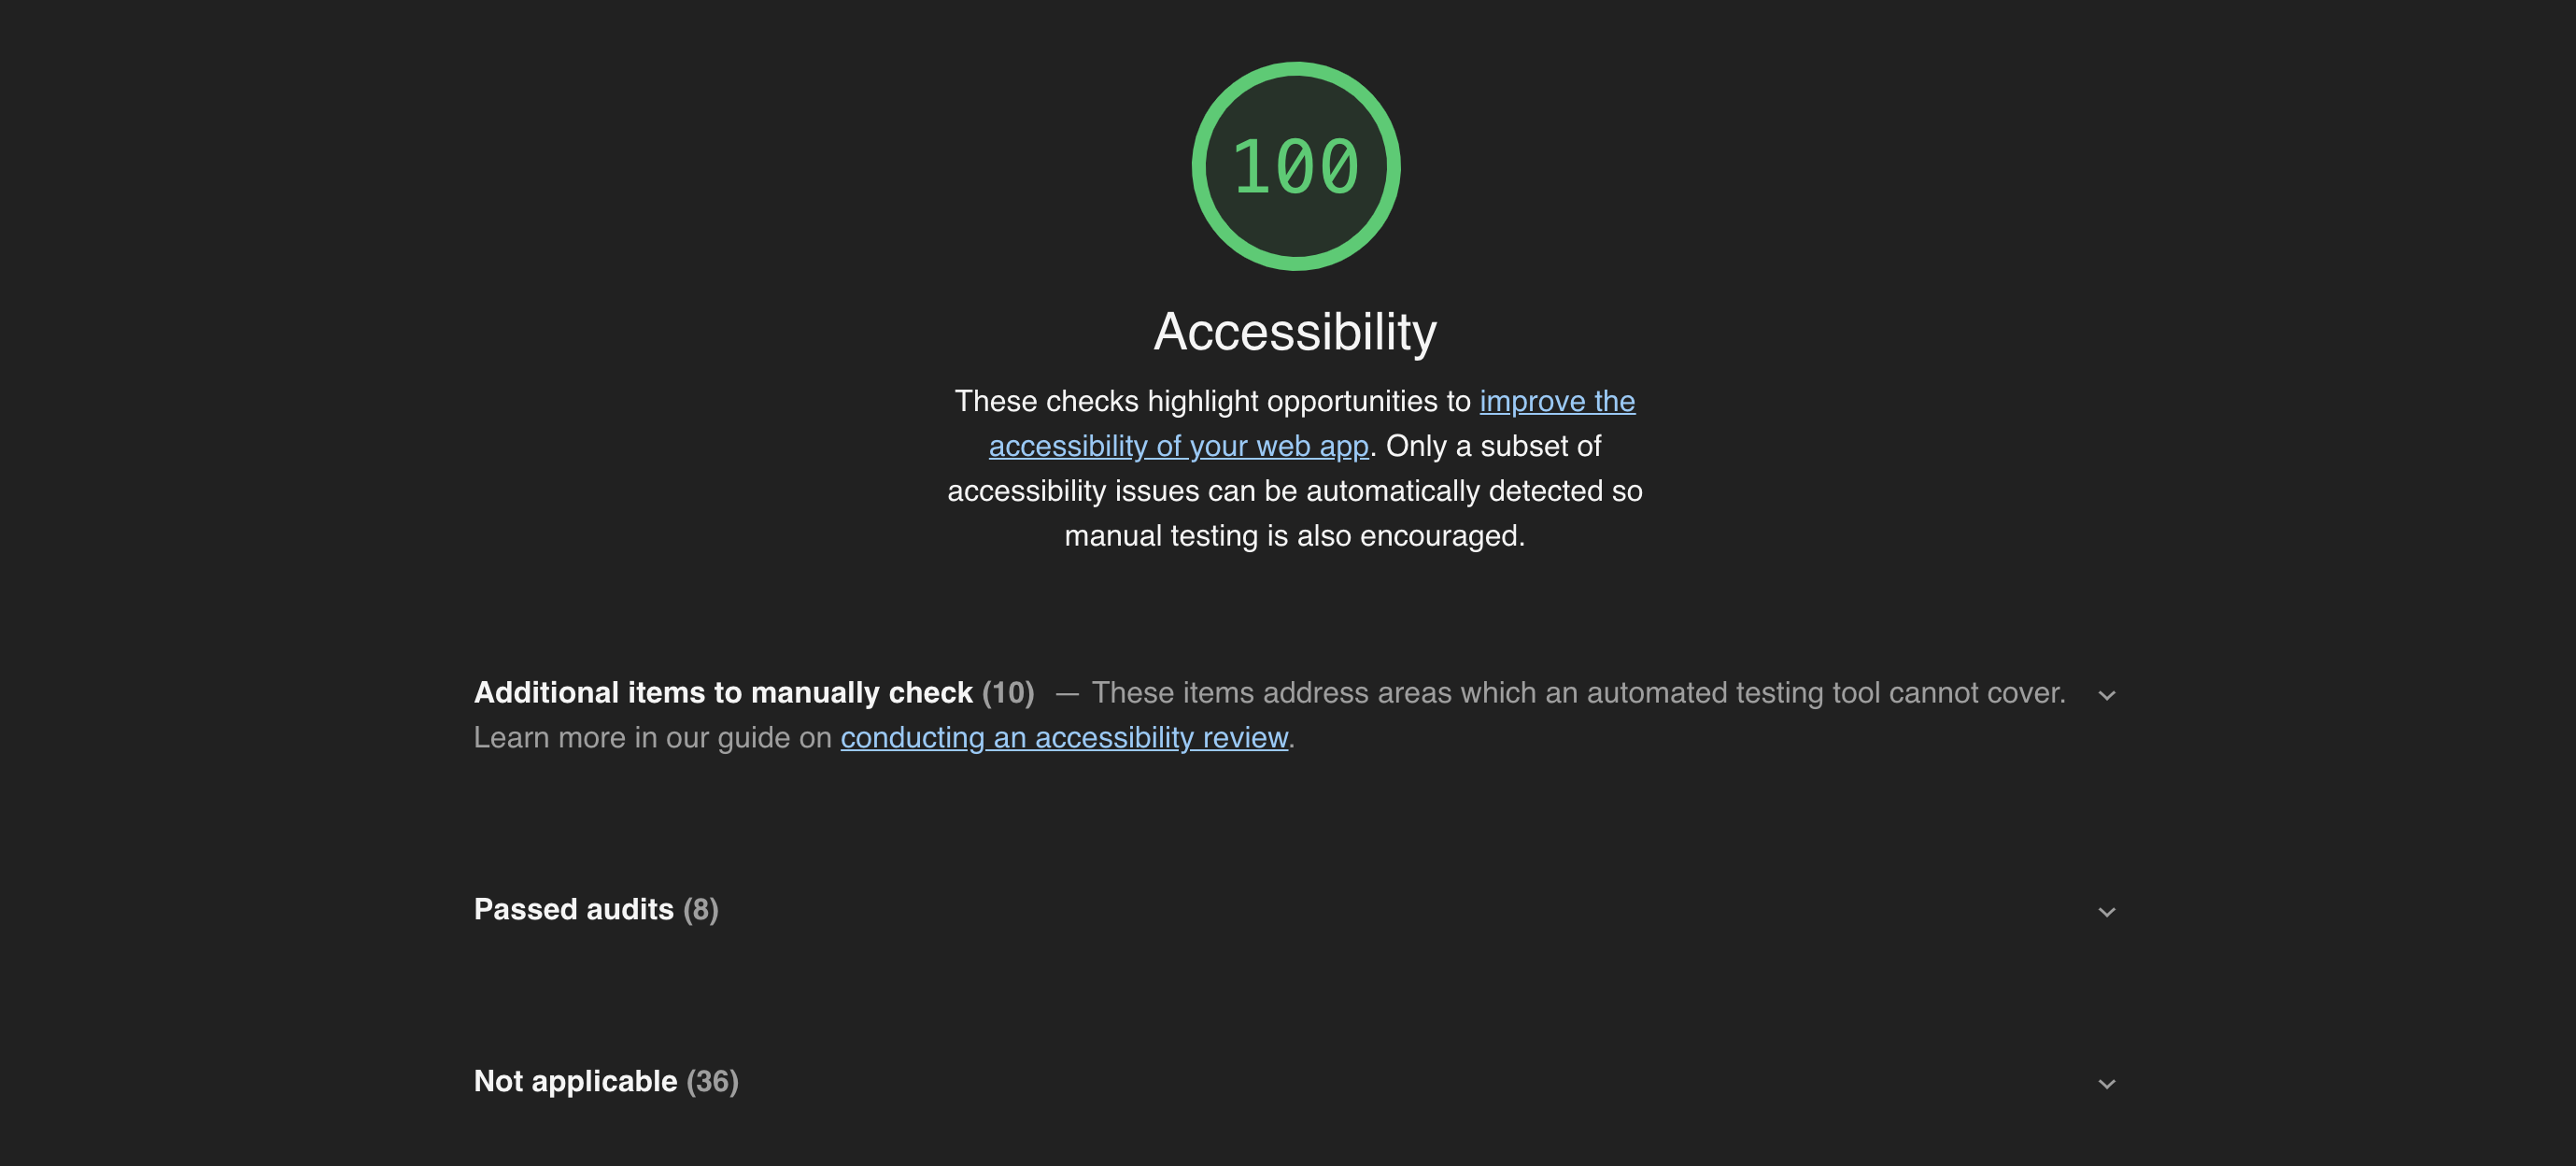 100
Accessibility
These checks highlight opportunities to improve the
accessibility of your web app. Only a subset of
accessibility issues can be automatically detected so
manual testing is also encouraged.
Additional items to manually check (10) — These items address areas which an automated testing tool cannot cover.
Learn more in our guide on conducting an accessibility review.
Passed audits (8)
Not applicable (36)